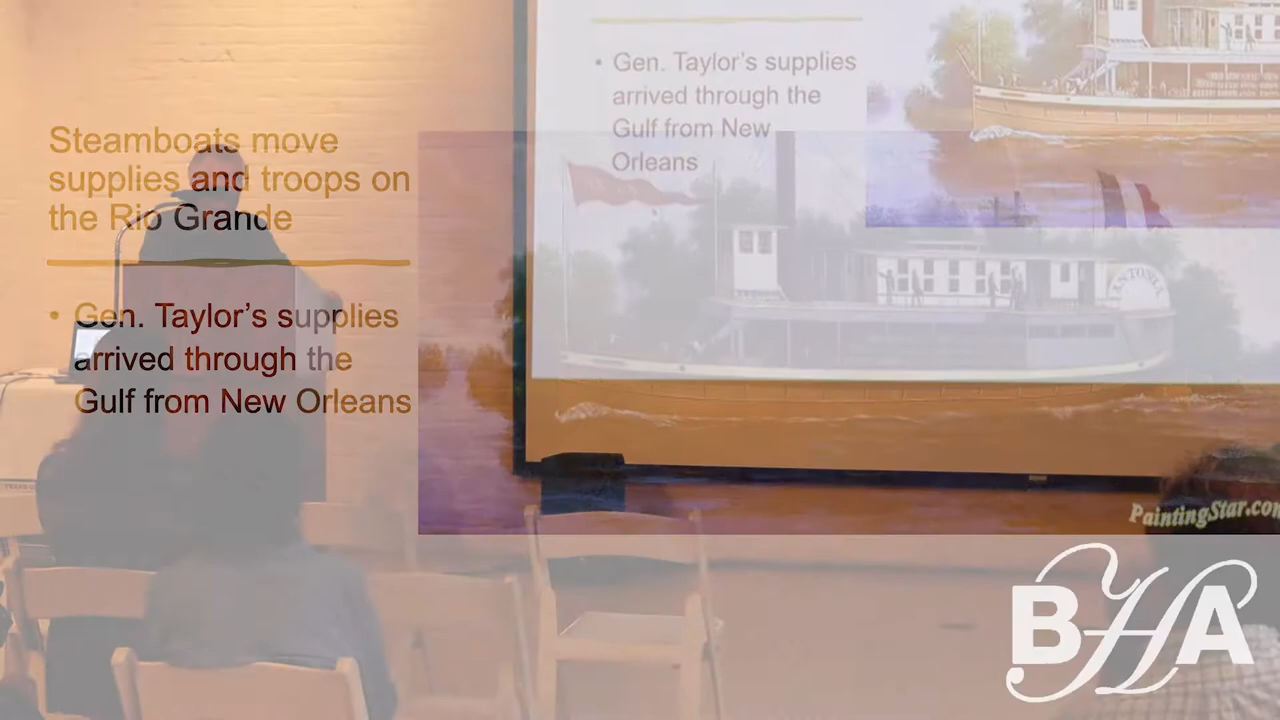 Steamboats move
supplies and troops on
the Rio Grande
• Gen. Taylor's supplies
arrived through the
Gulf from New Orleans
• Gen. Taylor's supplies
arrived through the
Gulf from New
Orleans
ANTONIA
PaintingStar.com
BHA